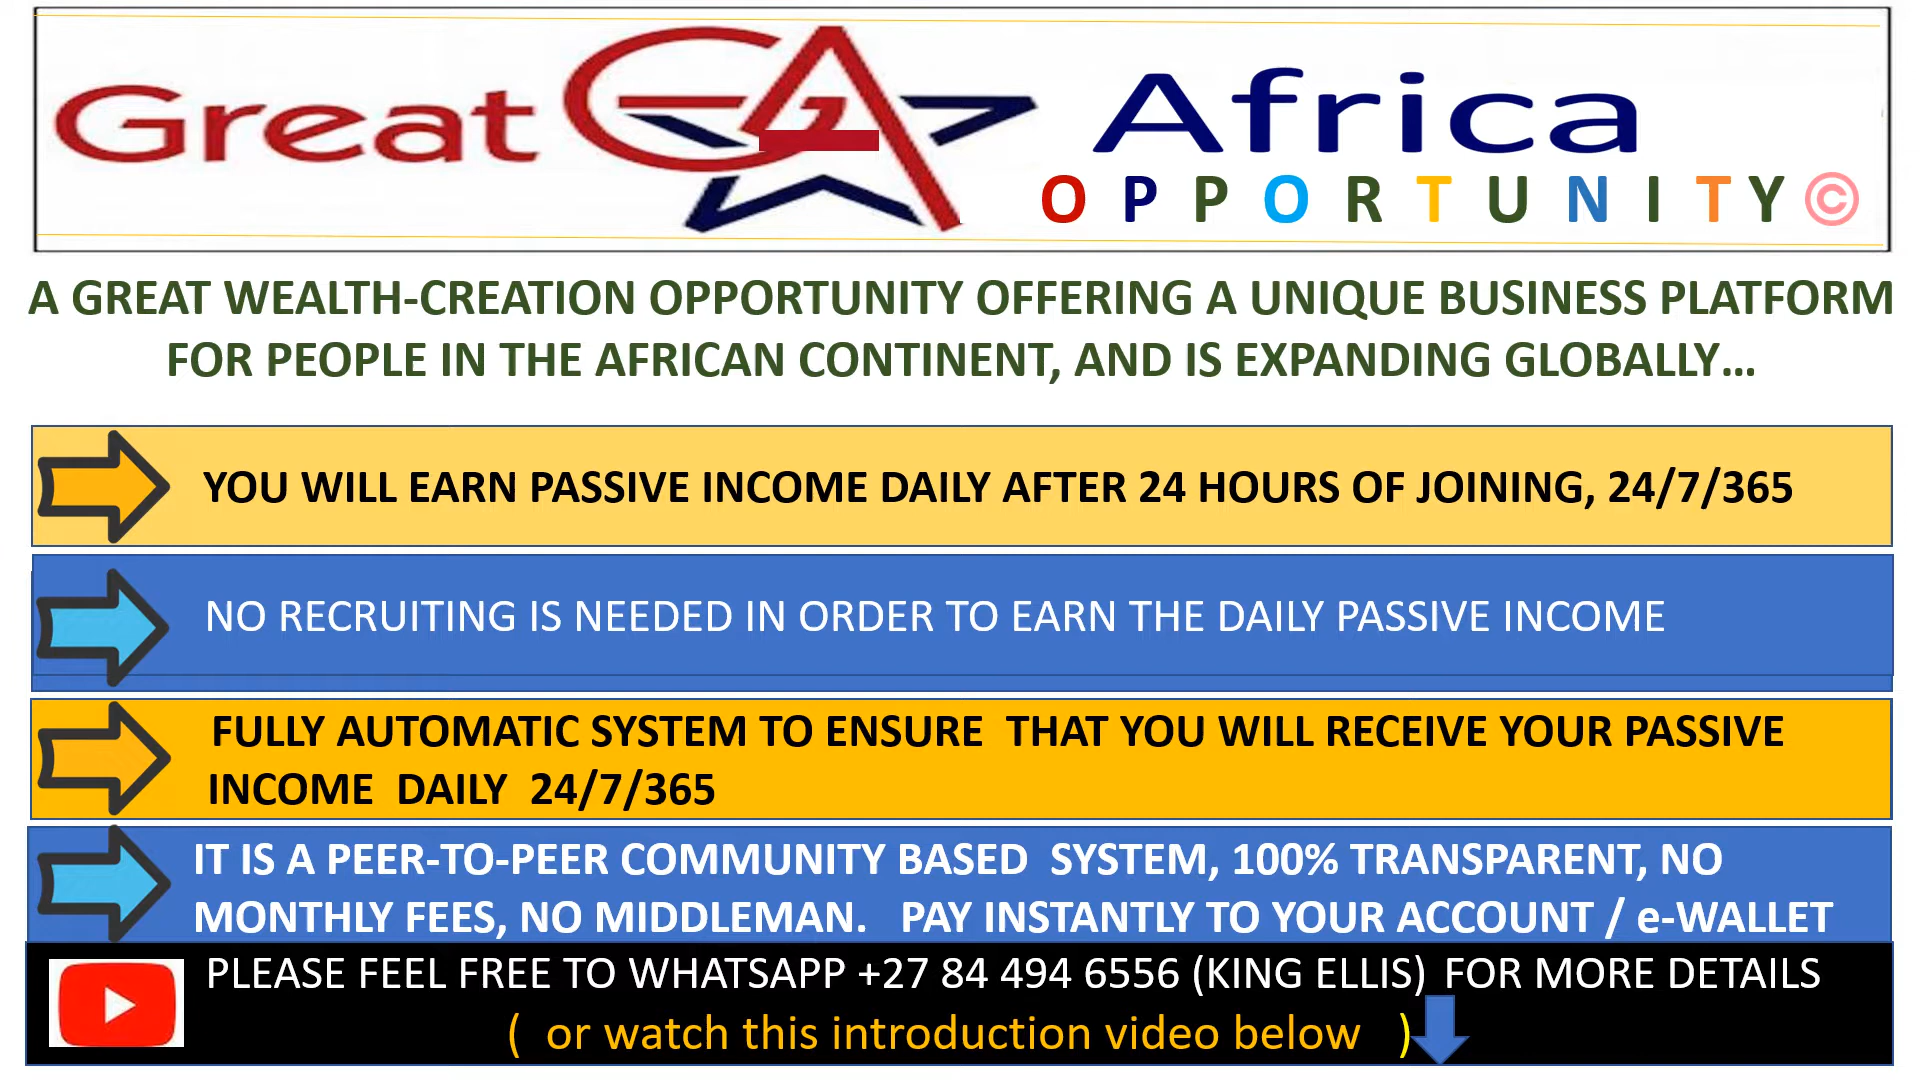 Great GA Africa
OPPORTUNITY©
A GREAT WEALTH-CREATION OPPORTUNITY OFFERING A UNIQUE BUSINESS PLATFORM
FOR PEOPLE IN THE AFRICAN CONTINENT, AND IS EXPANDING GLOBALLY...
YOU WILL EARN PASSIVE INCOME DAILY AFTER 24 HOURS OF JOINING, 24/7/365
NO RECRUITING IS NEEDED IN ORDER TO EARN THE DAILY PASSIVE INCOME
FULLY AUTOMATIC SYSTEM TO ENSURE THAT YOU WILL RECEIVE YOUR PASSIVE
INCOME DAILY 24/7/365
IT IS A PEER-TO-PEER COMMUNITY BASED SYSTEM, 100% TRANSPARENT, NO
MONTHLY FEES, NO MIDDLEMAN. PAY INSTANTLY TO YOUR ACCOUNT / e-WALLET
PLEASE FEEL FREE TO WHATSAPP +27 84 494 6556 (KING ELLIS) FOR MORE DETAILS
( or watch this introduction video below )